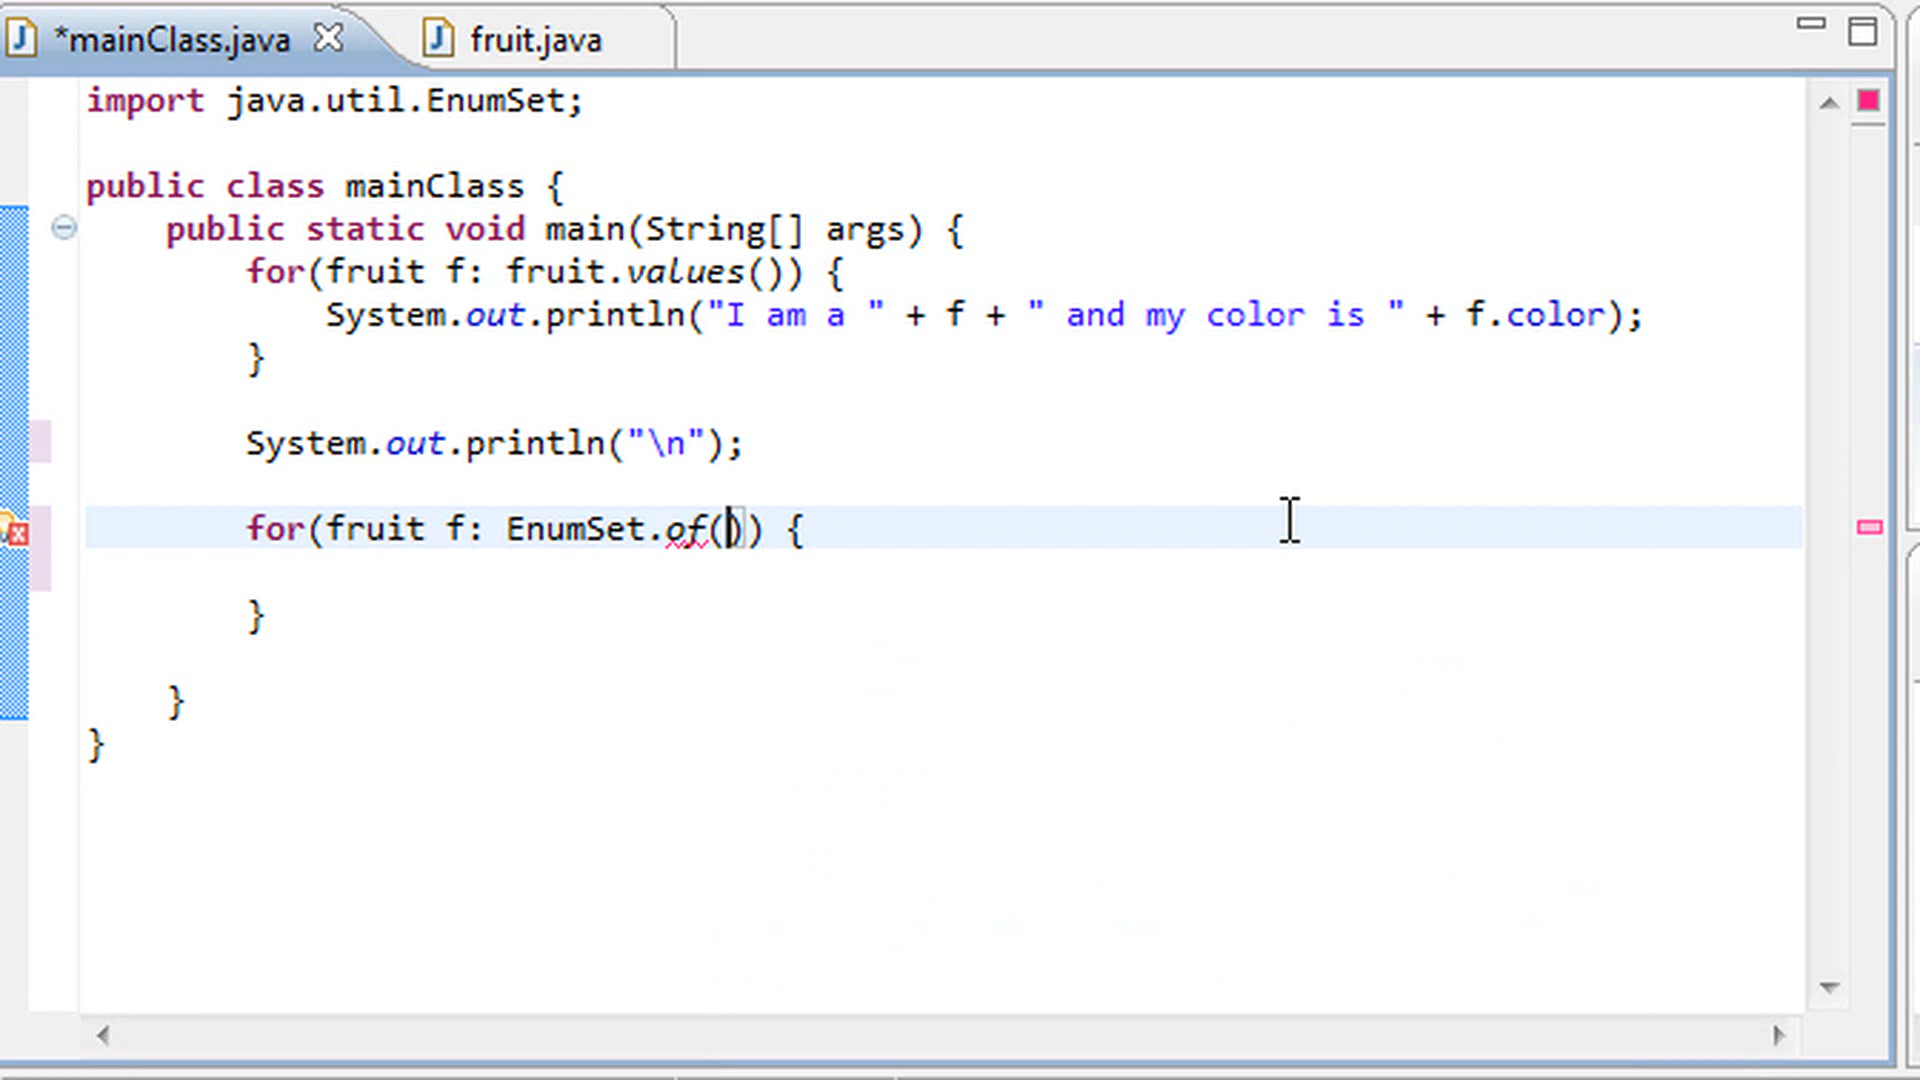 *mainClass.java fruit.java
import java.util.EnumSet;
public class mainClass {
public static void main(String[] args) {
for(fruit f: fruit.values()) {
System.out.println("I am a " + f + " and my color is " + f.color);
}
System.out.println("\n");
for(fruit f: EnumSet.of()) {
}
}
}